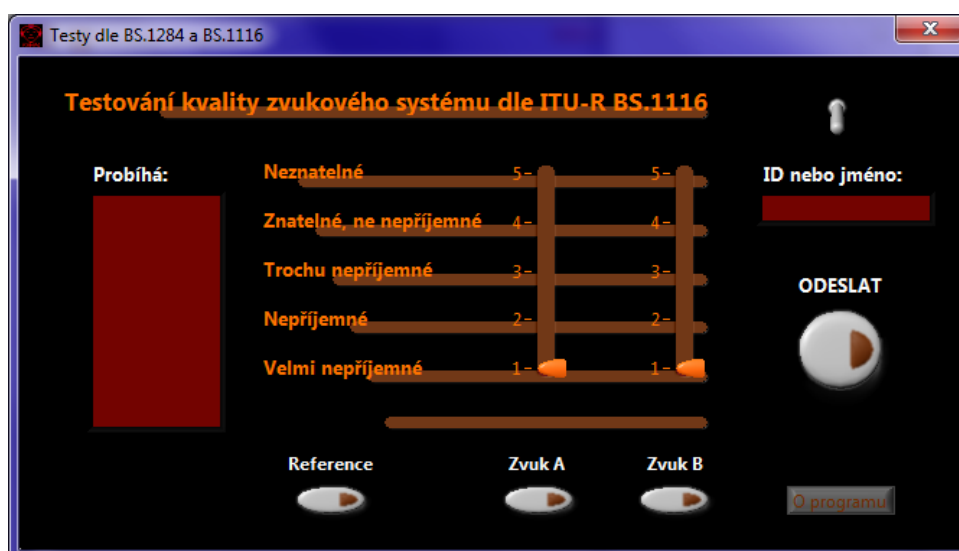 Testy dle BS.1284 a BS.1116
Testování kvality zvukového systému dle ITU-R BS.1116
Probíhá:
Neznatelné 5 5
ID nebo jméno:
Znatelné, ne nepříjemné 4 4
Trochu nepříjemné 3 3
ODESLAT
Nepříjemné 2 2
Velmi nepříjemné 1 1
Reference Zvuk A Zvuk B
O programu